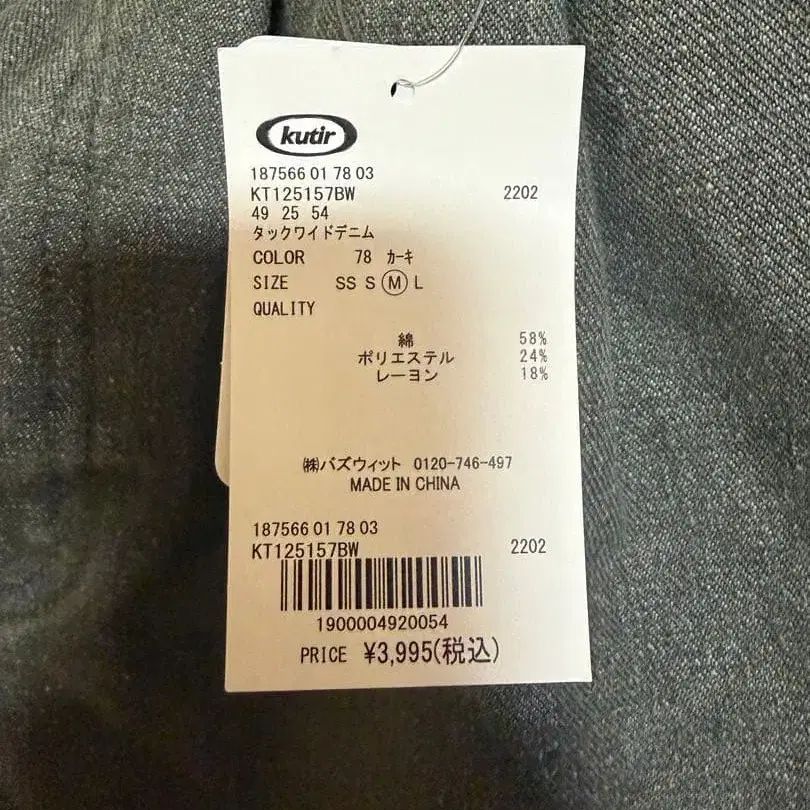 kutir
187566 01 78 03
KT125157BW 2202
49 25 54
タックワイドデニム
COLOR 78 カーキ
SIZE SS S M L
QUALITY
綿 58%
ポリエステル 24%
レーヨン 18%
㈱バズウィット 0120-746-497
MADE IN CHINA
187566 01 78 03
KT125157BW 2202
1900004920054
PRICE ¥3,995(税込)